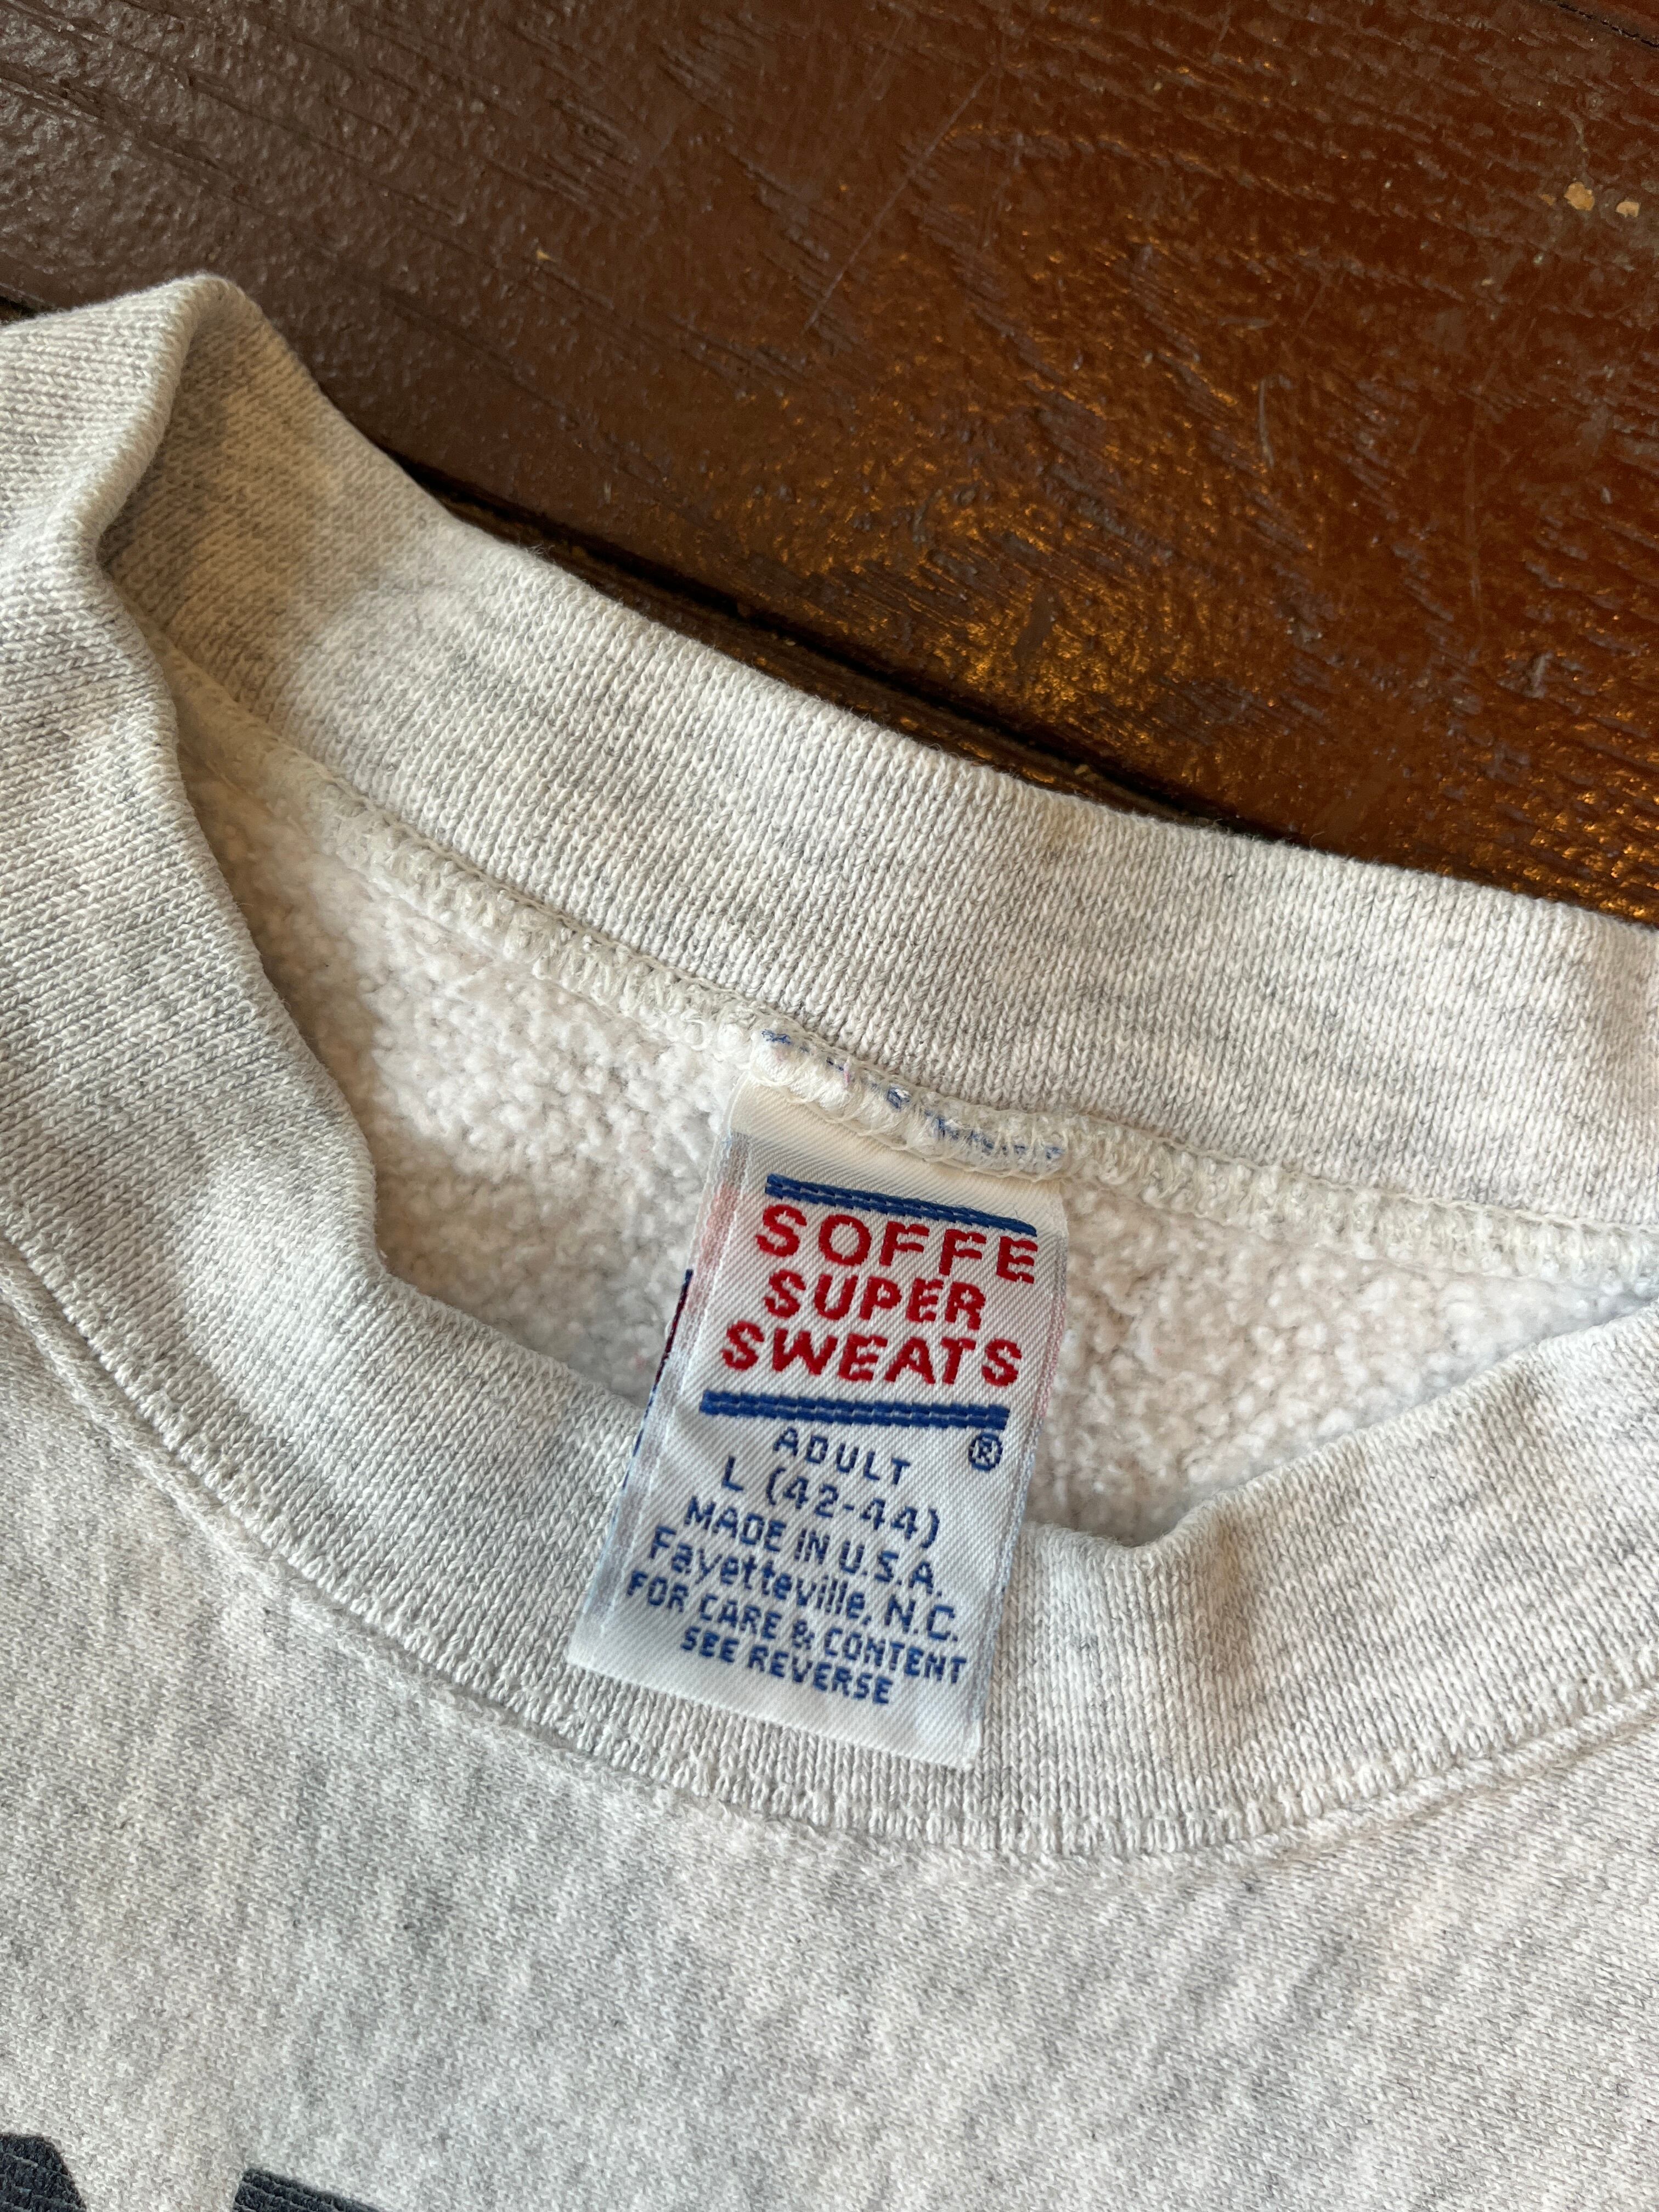 SOFFE
SUPER
SWEATS
®
ADULT
L (42-44)
MADE IN U.S.A.
Fayetteville, N.C.
FOR CARE & CONTENT
SEE REVERSE